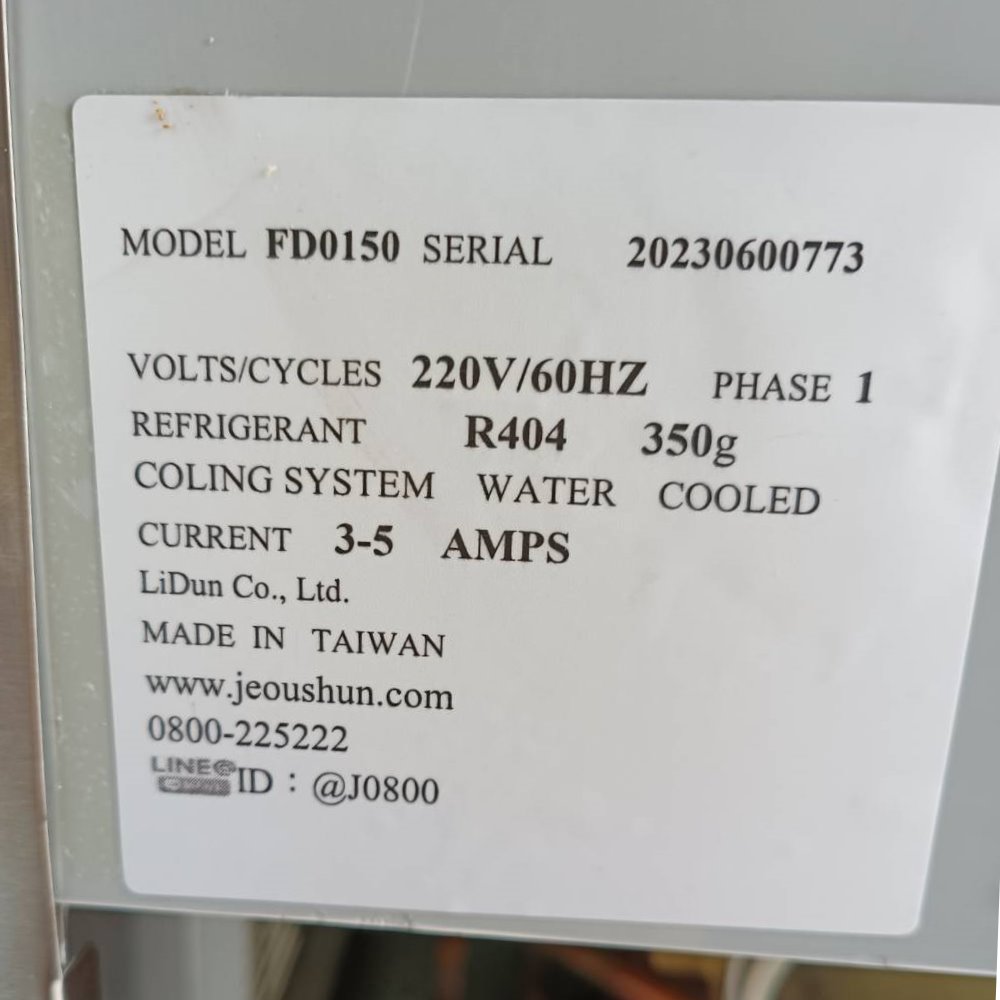 MODEL FD0150 SERIAL 20230600773
VOLTS/CYCLES 220V/60HZ PHASE 1
REFRIGERANT R404 350g
COLING SYSTEM WATER COOLED
CURRENT 3-5 AMPS
LiDun Co., Ltd.
MADE IN TAIWAN
www.jeoushun.com
0800-225222
LINE@ ID：@J0800